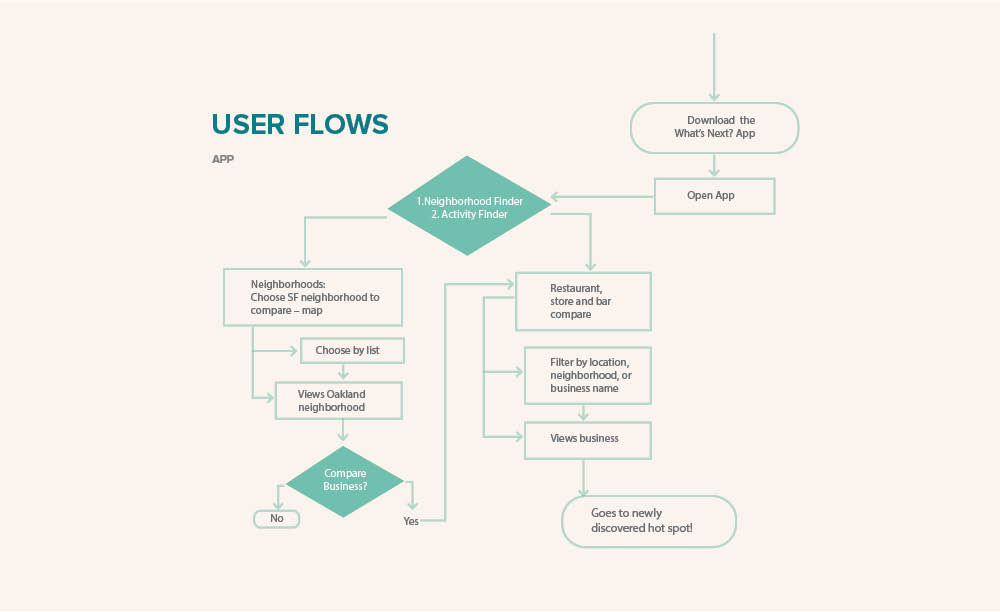 USER FLOWS
APP
Download the
What's Next? App
Open App
1.Neighborhood Finder
2. Activity Finder
Neighborhoods:
Choose SF neighborhood to
compare – map
Choose by list
Views Oakland
neighborhood
Compare
Business?
No
Yes
Restaurant,
store and bar
compare
Filter by location,
neighborhood, or
business name
Views business
Goes to newly
discovered hot spot!